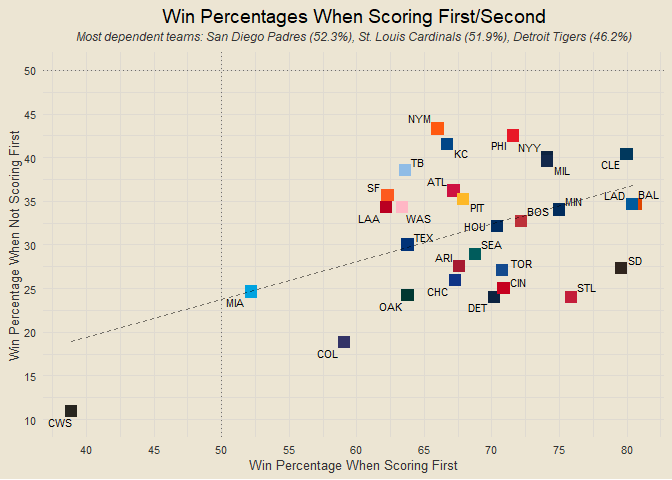 Win Percentages When Scoring First/Second
Most dependent teams: San Diego Padres (52.3%), St. Louis Cardinals (51.9%), Detroit Tigers (46.2%)
Win Percentage When Not Scoring First
50
45
40
35
30
25
20
15
10
NYM
PHI
NYY
KC
MIL
CLE
TB
ATL
SF
LAD
BAL
LAA
WAS
PIT
BOS
MIN
HOU
TEX
SEA
ARI
TOR
SD
CHC
CIN
STL
OAK
DET
MIA
COL
CWS
40
45
50
55
60
65
70
75
80
Win Percentage When Scoring First